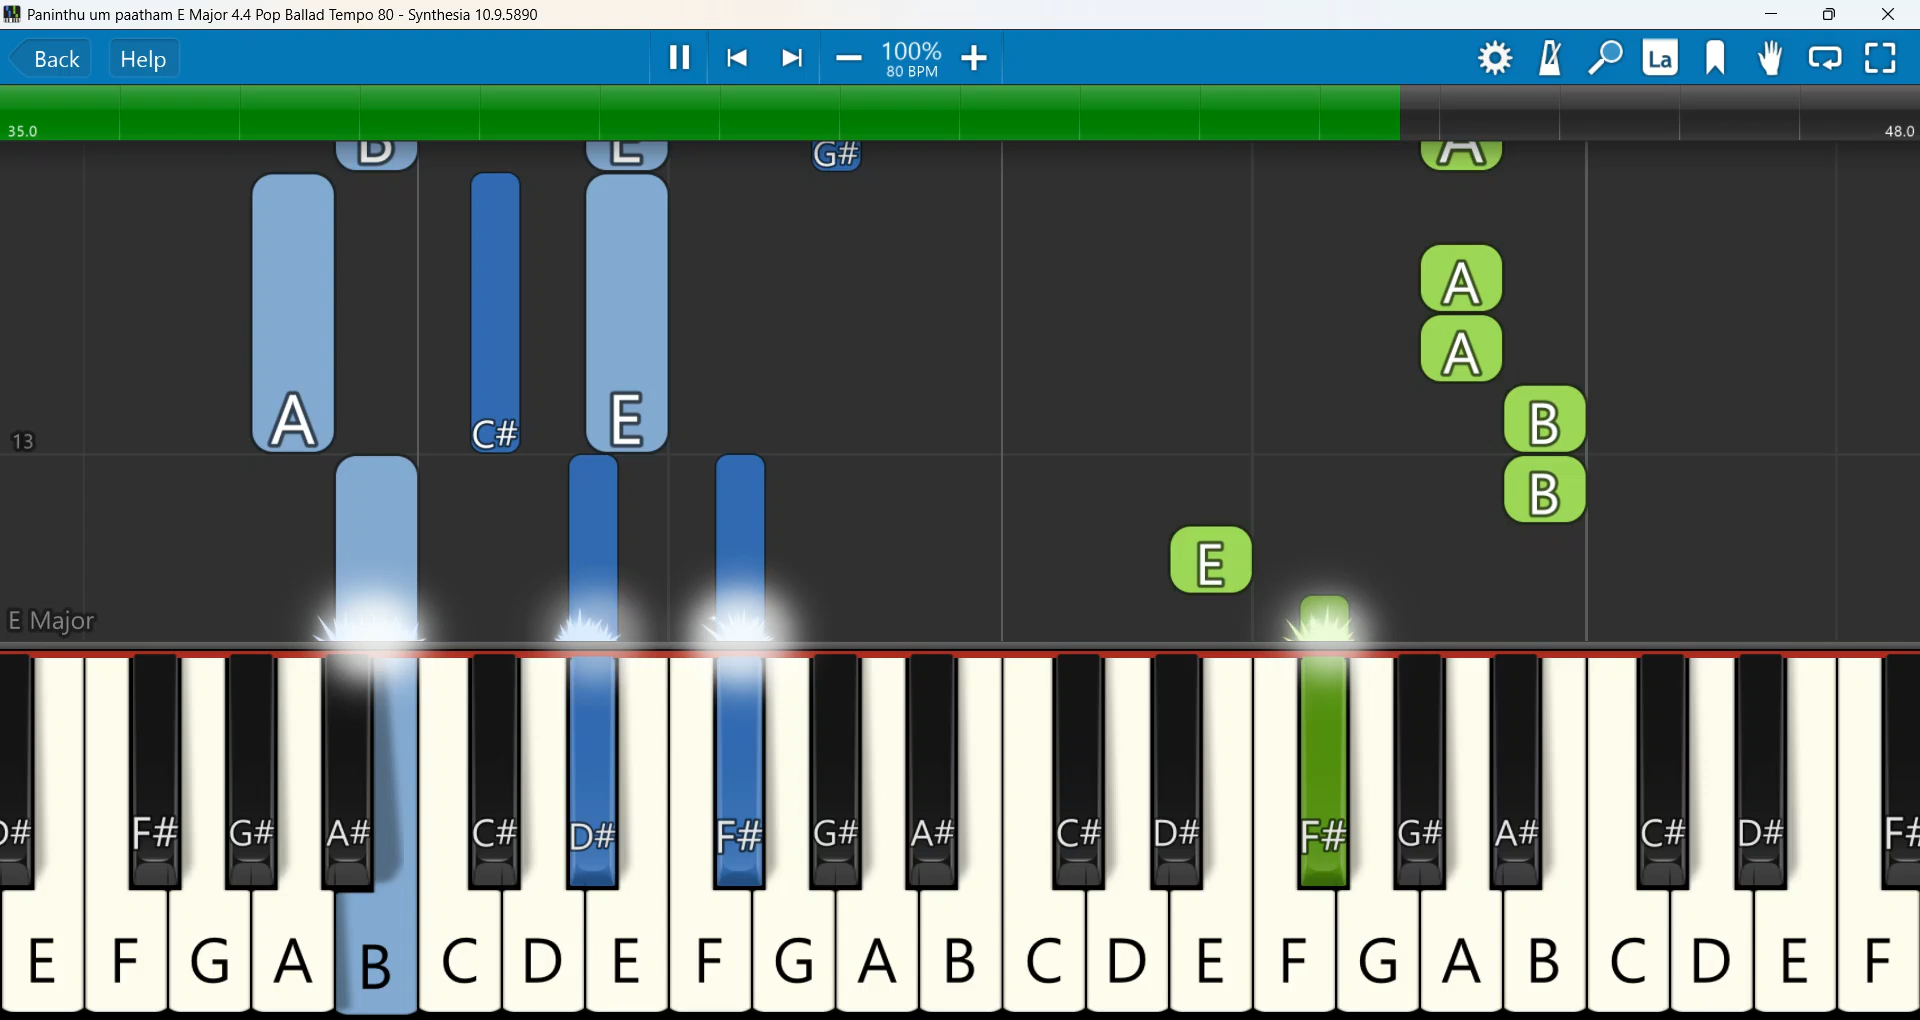 Paninthu um paatham E Major 4.4 Pop Ballad Tempo 80 - Synthesia 10.9.5890
Back Help 100% La
80 BPM
35.0 48.0
B E G# A
A
A
A C# E B
13
B
E
E Major
D# F# G# A# C# D# F# G# A# C# D# F# G# A# C# D# F#
E F G A B C D E F G A B C D E F G A B C D E F